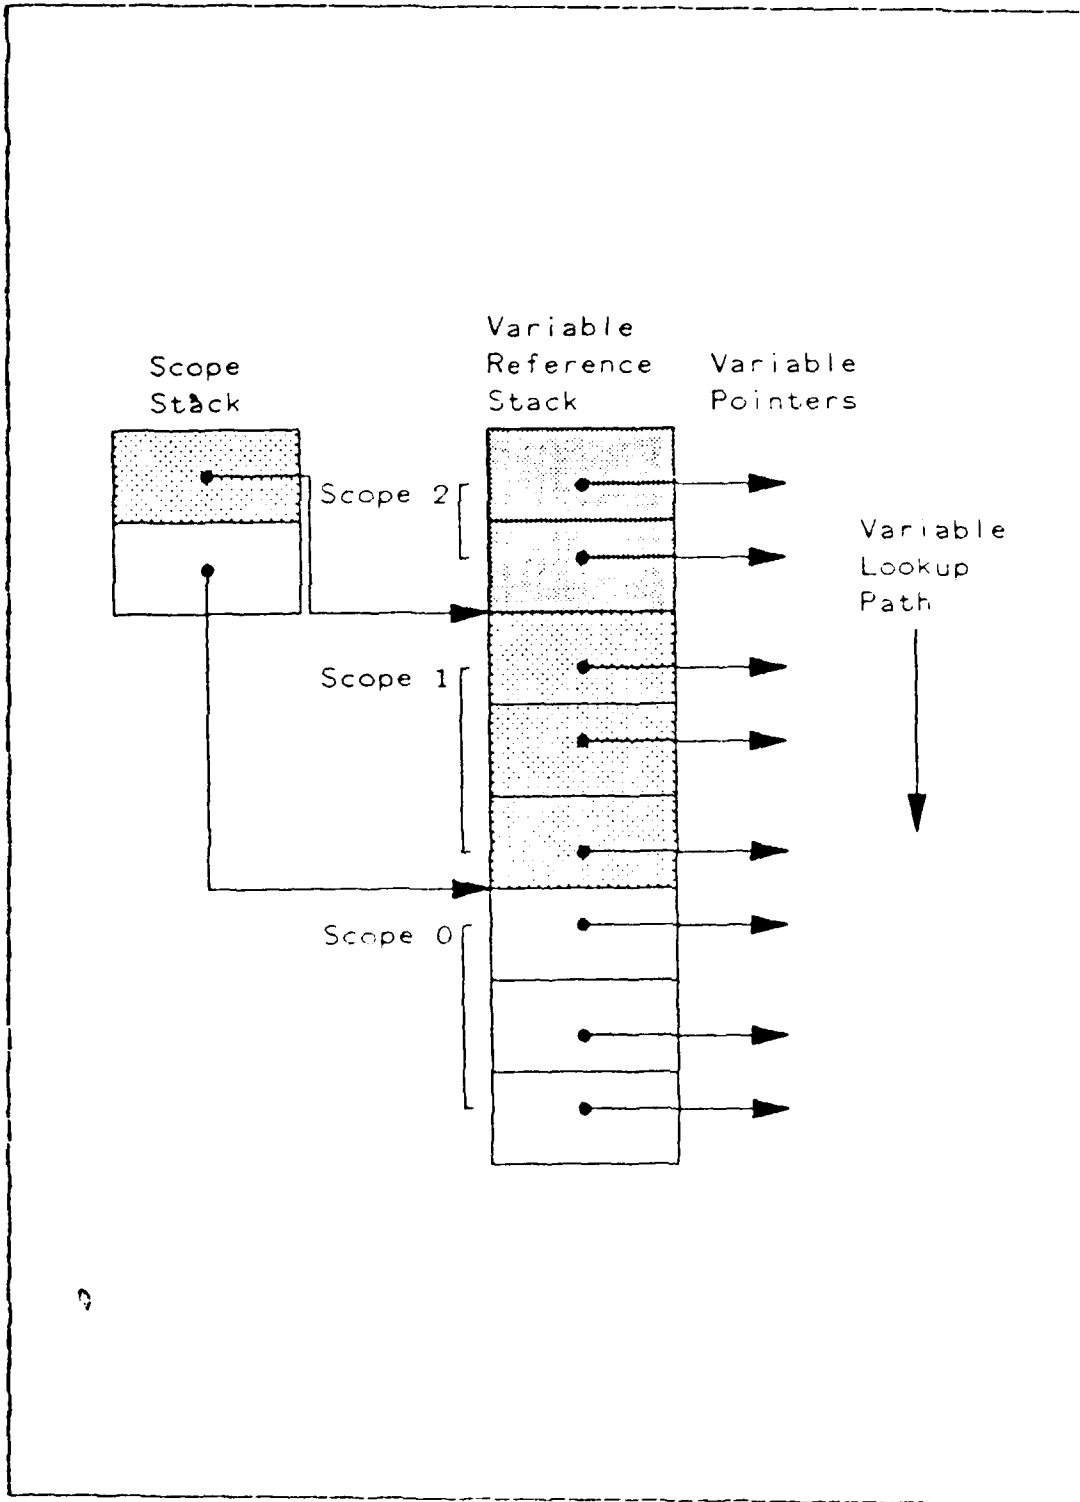 Scope
Stack
Variable
Reference
Stack
Variable
Pointers
Scope 2
Variable
Lookup
Path
Scope 1
Scope 0